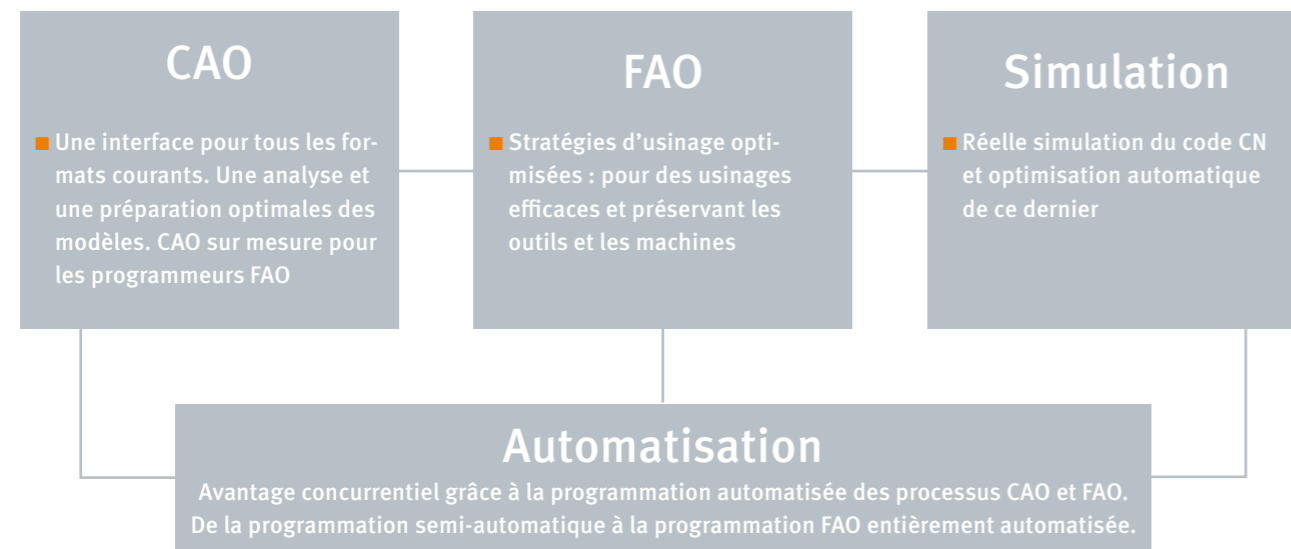 CAO
Une interface pour tous les for-
mats courants. Une analyse et
une préparation optimales des
modèles. CAO sur mesure pour
les programmeurs FAO
FAO
Stratégies d’usinage opti-
misées : pour des usinages
efficaces et préservant les
outils et les machines
Simulation
Réelle simulation du code CN
et optimisation automatique
de ce dernier
Automatisation
Avantage concurrentiel grâce à la programmation automatisée des processus CAO et FAO.
De la programmation semi-automatique à la programmation FAO entièrement automatisée.